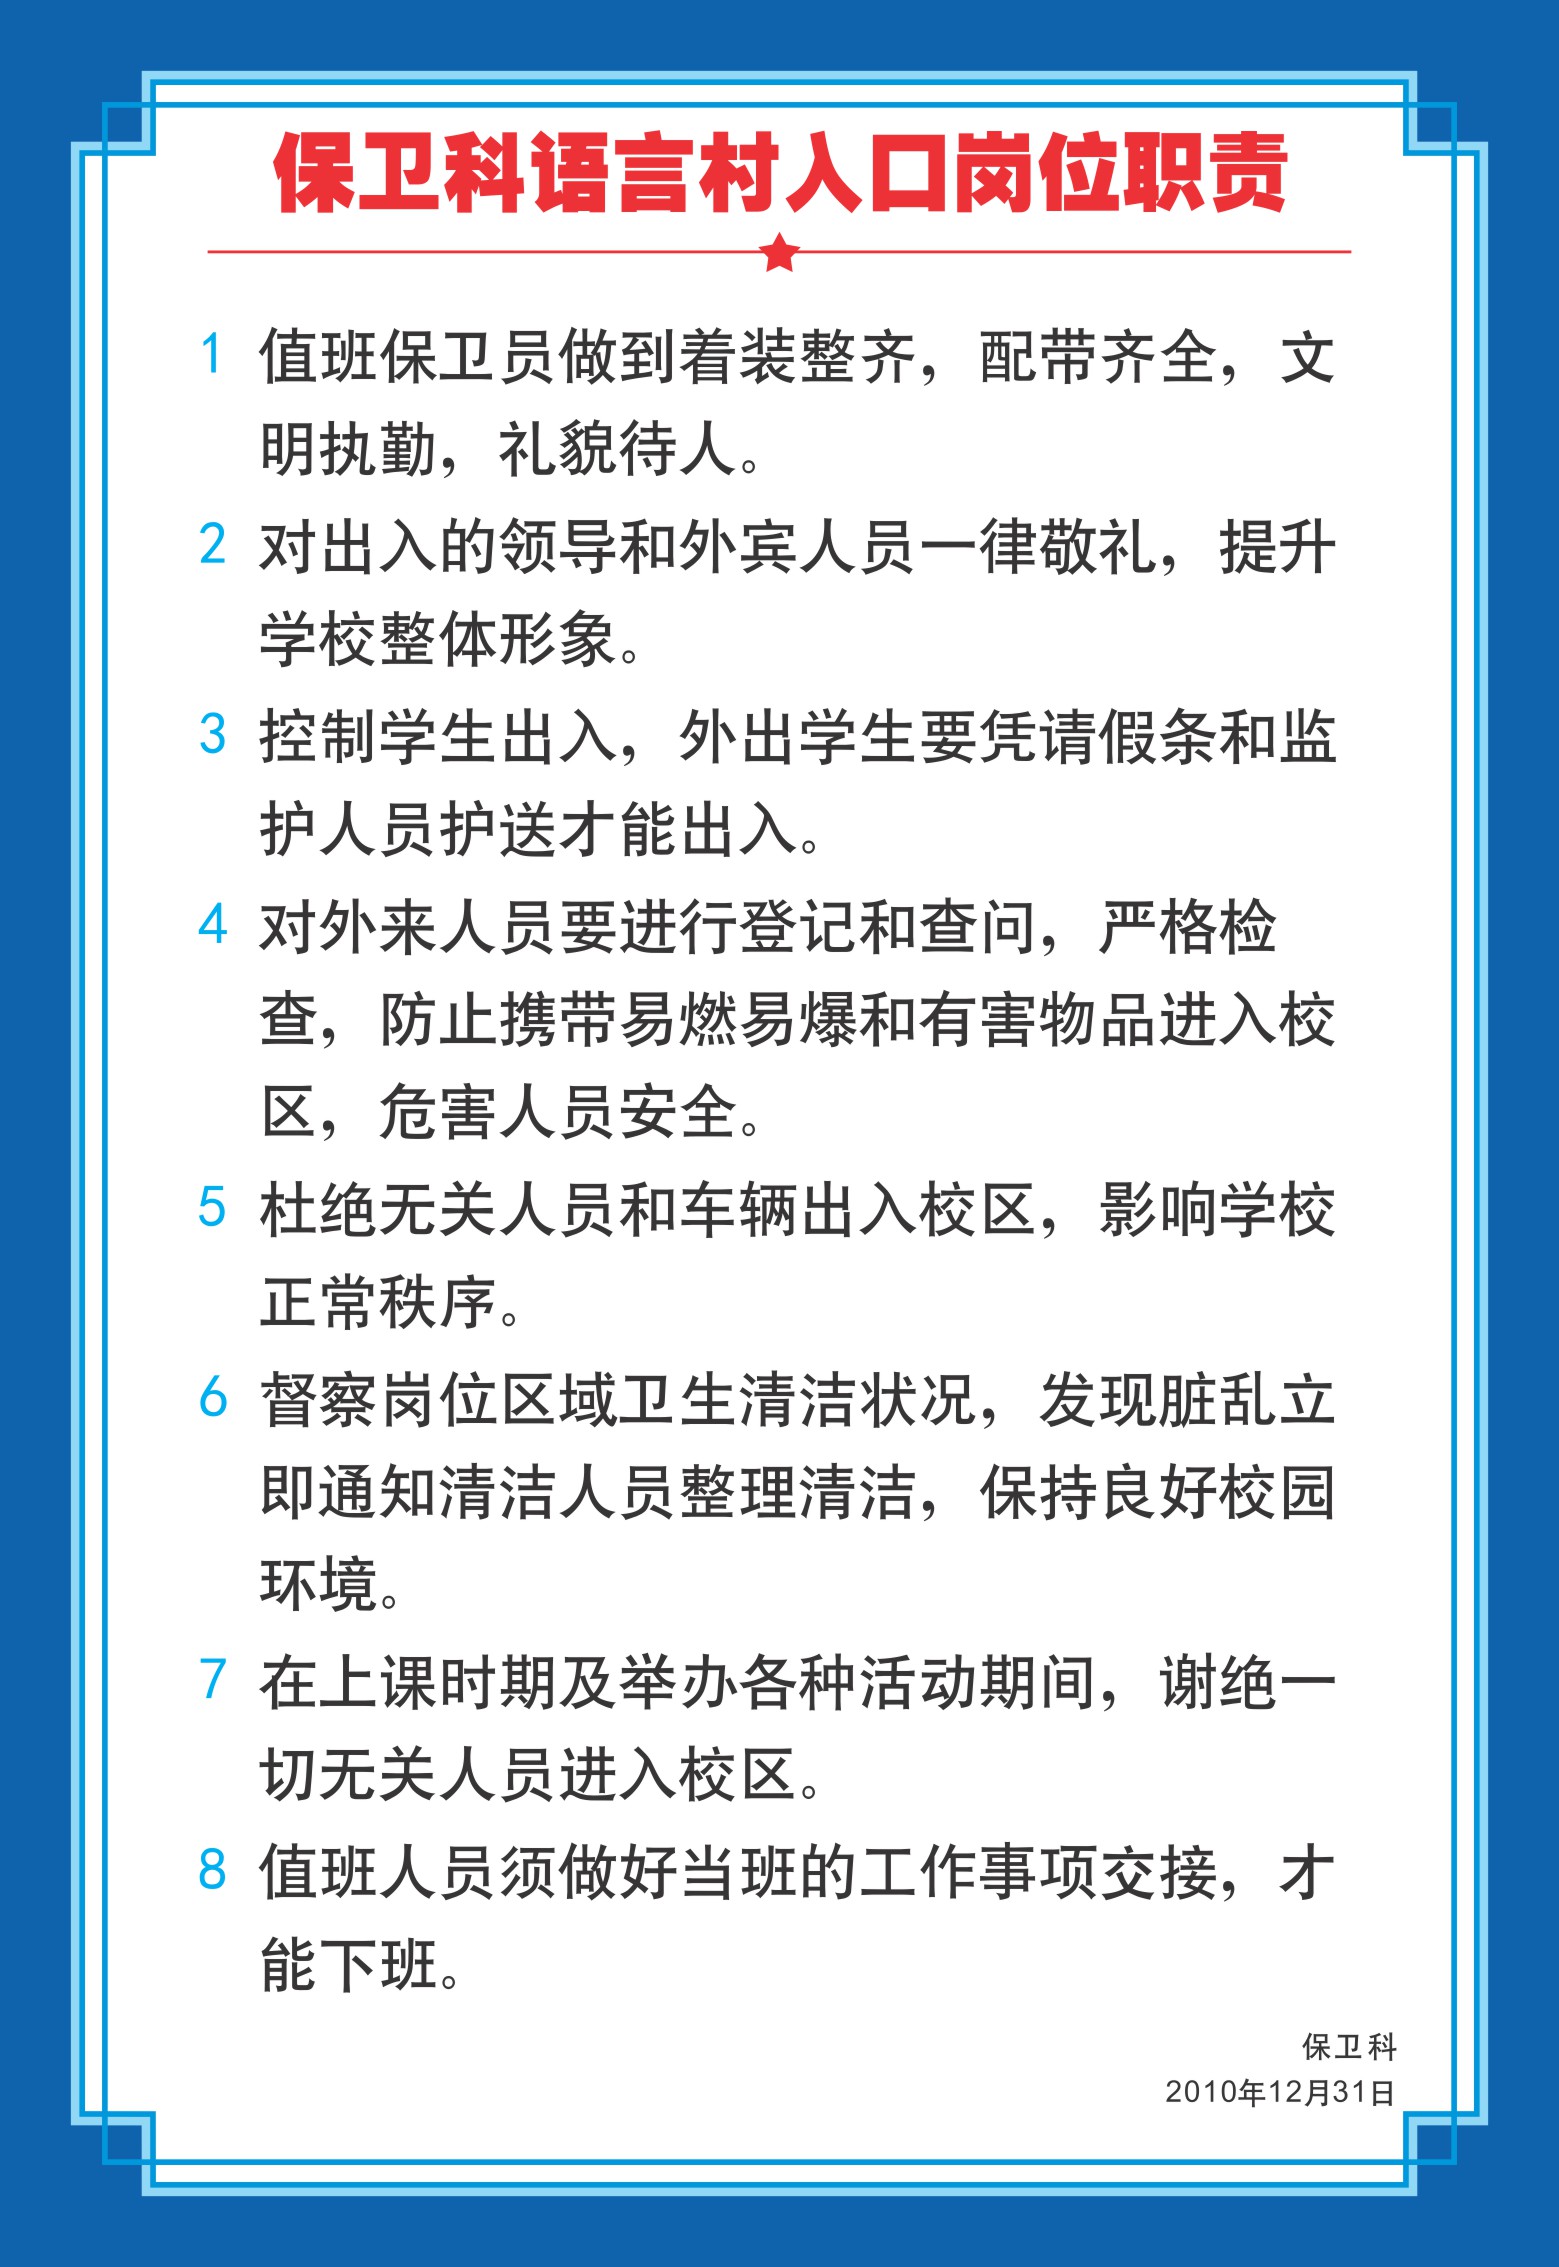 保卫科语言村人口岗位职责
1 值班保卫员做到着装整齐，配带齐全，文
明执勤，礼貌待人。
2 对出入的领导和外宾人员一律敬礼，提升
学校整体形象。
3 控制学生出入，外出学生要凭请假条和监
护人员护送才能出入。
4 对外来人员要进行登记和查问，严格检
查，防止携带易燃易爆和有害物品进入校
区，危害人员安全。
5 杜绝无关人员和车辆出入校区，影响学校
正常秩序。
6 督察岗位区域卫生清洁状况，发现脏乱立
即通知清洁人员整理清洁，保持良好校园
环境。
7 在上课时期及举办各种活动期间，谢绝一
切无关人员进入校区。
8 值班人员须做好当班的工作事项交接，才
能下班。
保卫科
2010年12月31日